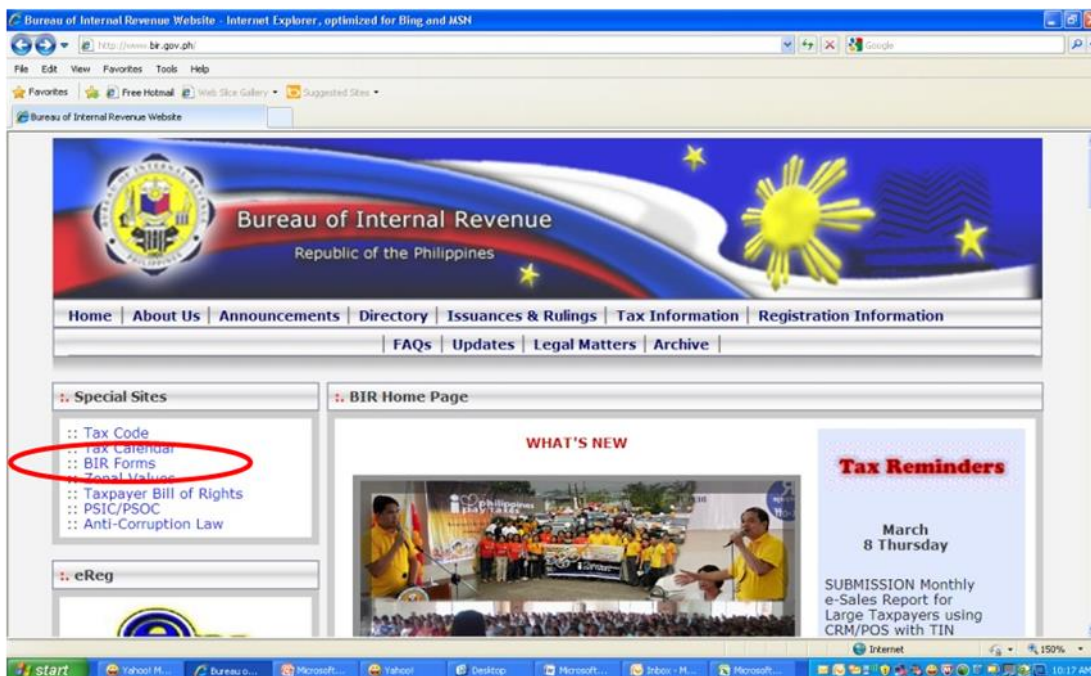 Bureau of Internal Revenue Website - Internet Explorer, optimized for Bing and MSN
http://www.bir.gov.ph/
Google
File Edit View Favorites Tools Help
Favorites Free Hotmail Web Slice Gallery Suggested Sites
Bureau of Internal Revenue Website
Bureau of Internal Revenue
Republic of the Philippines
Home | About Us | Announcements | Directory | Issuances & Rulings | Tax Information | Registration Information
| FAQs | Updates | Legal Matters | Archive |
:. Special Sites
:: Tax Code
:: Tax Calendar
:: BIR Forms
:: Zonal Values
:: Taxpayer Bill of Rights
:: PSIC/PSOC
:: Anti-Corruption Law
:. eReg
:. BIR Home Page
WHAT'S NEW
i philippines
pay taxes
Tax Reminders
March
8 Thursday
SUBMISSION Monthly
e-Sales Report for
Large Taxpayers using
CRM/POS with TIN
Internet 150%
start Yahoo! M... Bureau o... Microsoft... Yahoo! Desktop Microsoft... Inbox - M... Microsoft... 10:17 AM